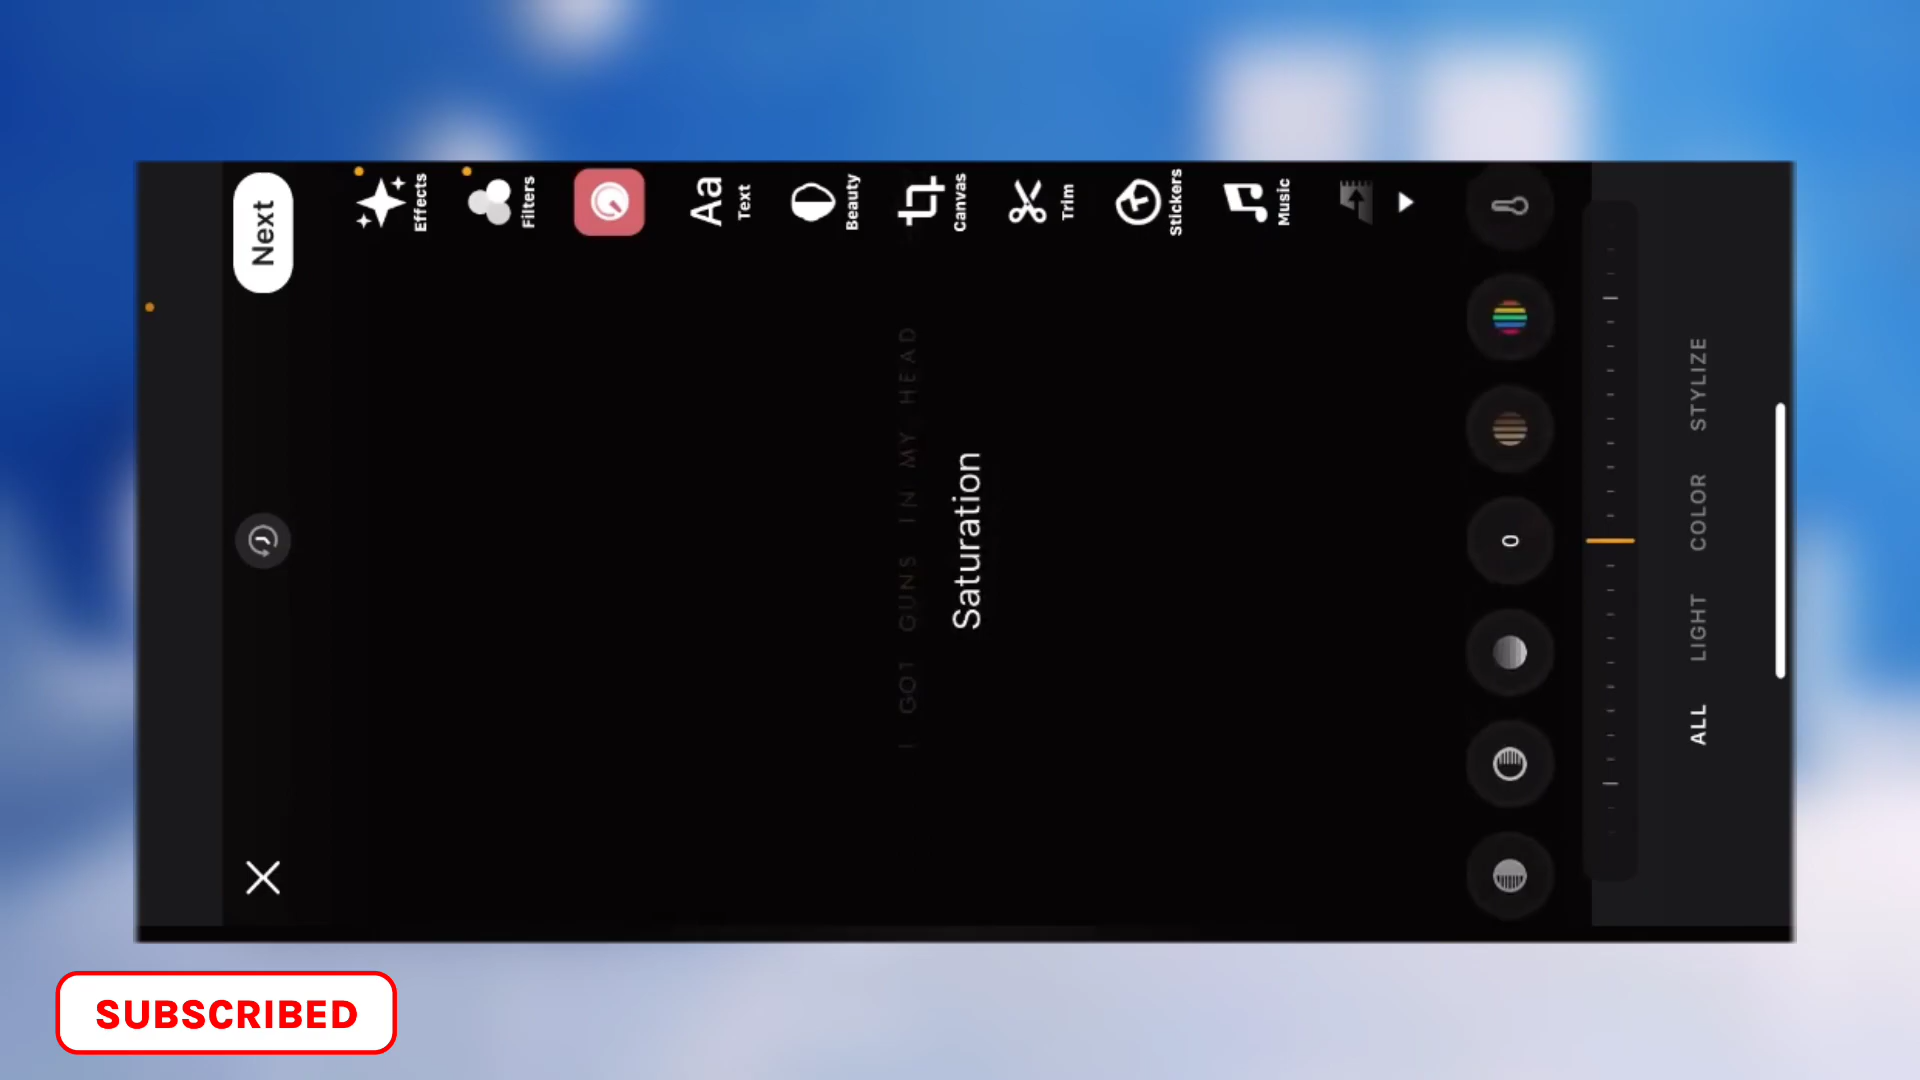 Next
Effects
Filters
Aa
Text
Beauty
Canvas
Trim
Stickers
Music
I GOT GUNS IN MY HEAD
Saturation
0
ALL
LIGHT
COLOR
STYLIZE
SUBSCRIBED